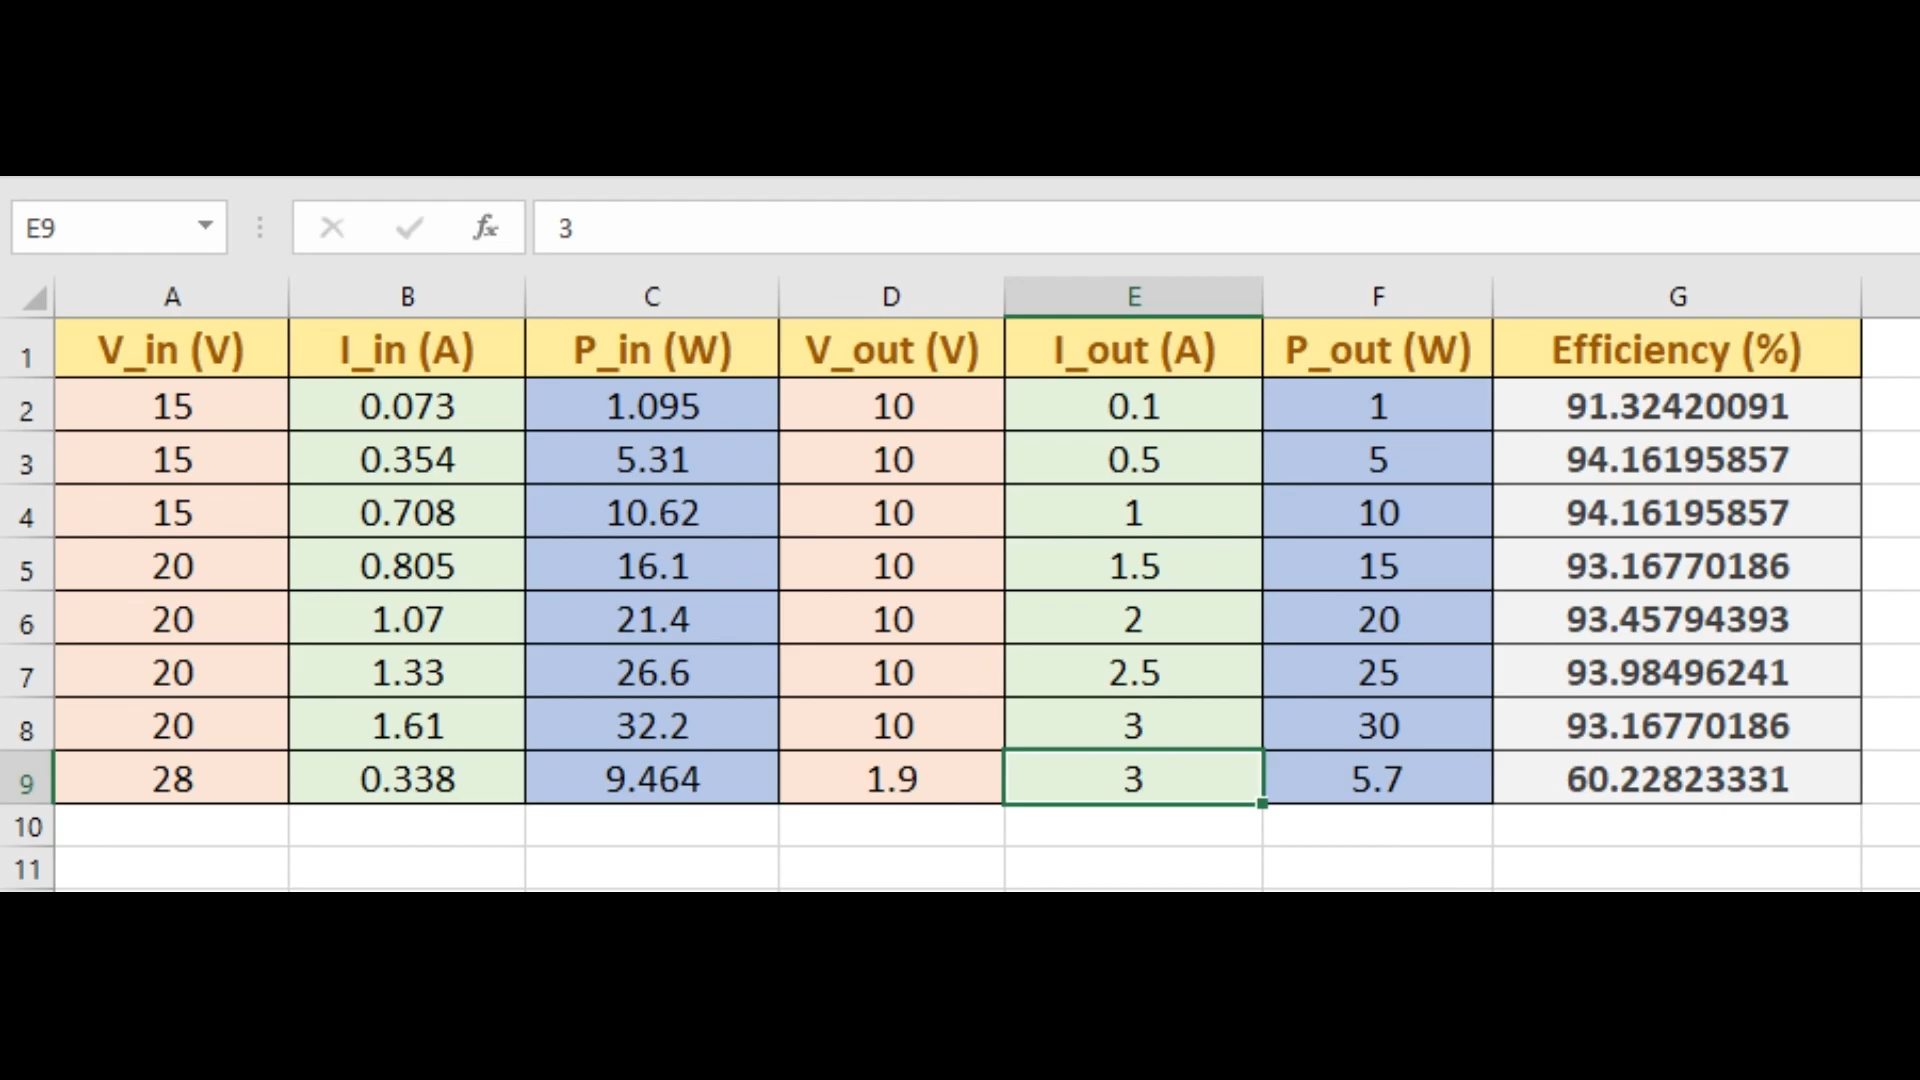 E9 fx 3
A B C D E F G
1 V_in (V) I_in (A) P_in (W) V_out (V) I_out (A) P_out (W) Efficiency (%)
2 15 0.073 1.095 10 0.1 1 91.32420091
3 15 0.354 5.31 10 0.5 5 94.16195857
4 15 0.708 10.62 10 1 10 94.16195857
5 20 0.805 16.1 10 1.5 15 93.16770186
6 20 1.07 21.4 10 2 20 93.45794393
7 20 1.33 26.6 10 2.5 25 93.98496241
8 20 1.61 32.2 10 3 30 93.16770186
9 28 0.338 9.464 1.9 3 5.7 60.22823331
10
11